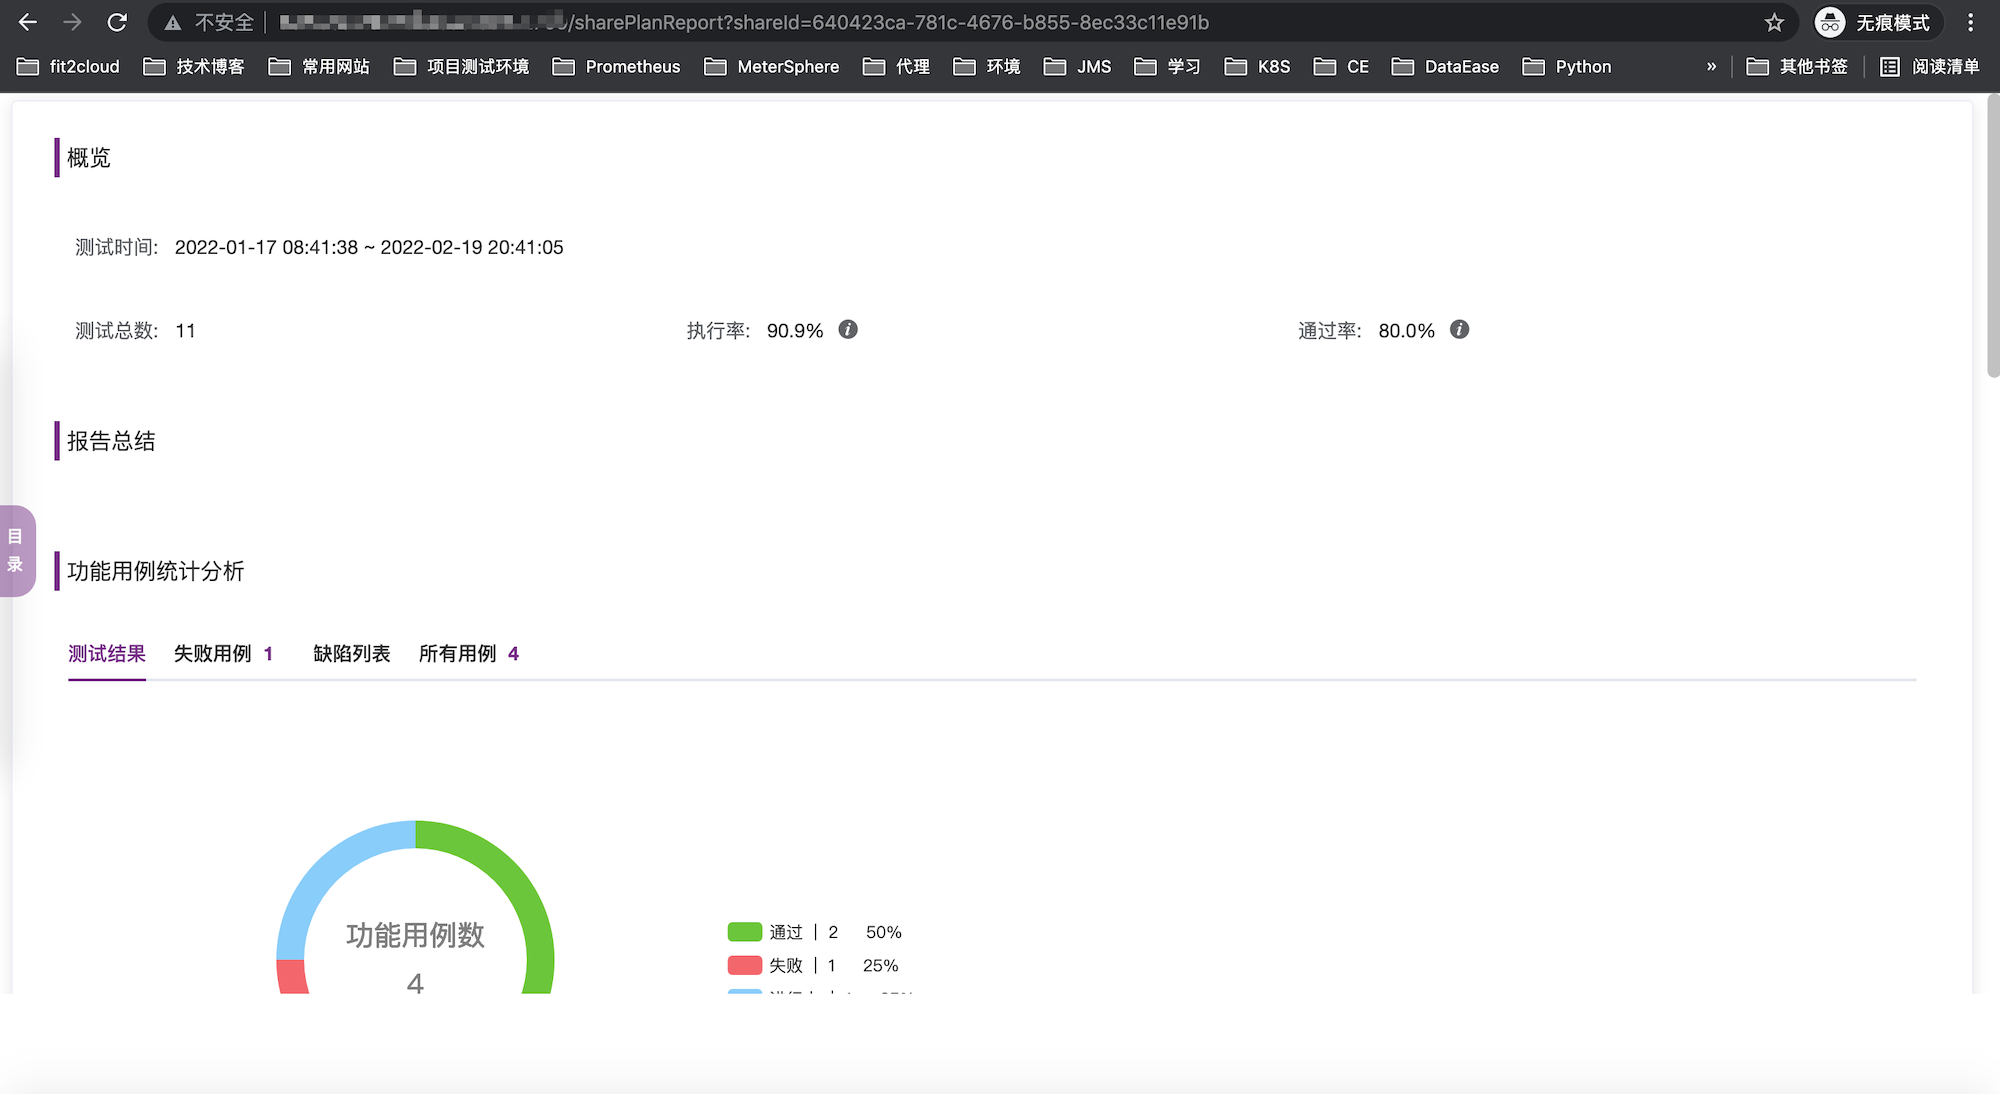 不安全 /sharePlanReport?shareId=640423ca-781c-4676-b855-8ec33c11e91b 无痕模式
fit2cloud 技术博客 常用网站 项目测试环境 Prometheus MeterSphere 代理 环境 JMS 学习 K8S CE DataEase Python » 其他书签 阅读清单
概览
测试时间: 2022-01-17 08:41:38 ~ 2022-02-19 20:41:05
测试总数: 11 执行率: 90.9% 通过率: 80.0%
报告总结
目录
功能用例统计分析
测试结果 失败用例 1 缺陷列表 所有用例 4
功能用例数
4
通过 | 2 50%
失败 | 1 25%